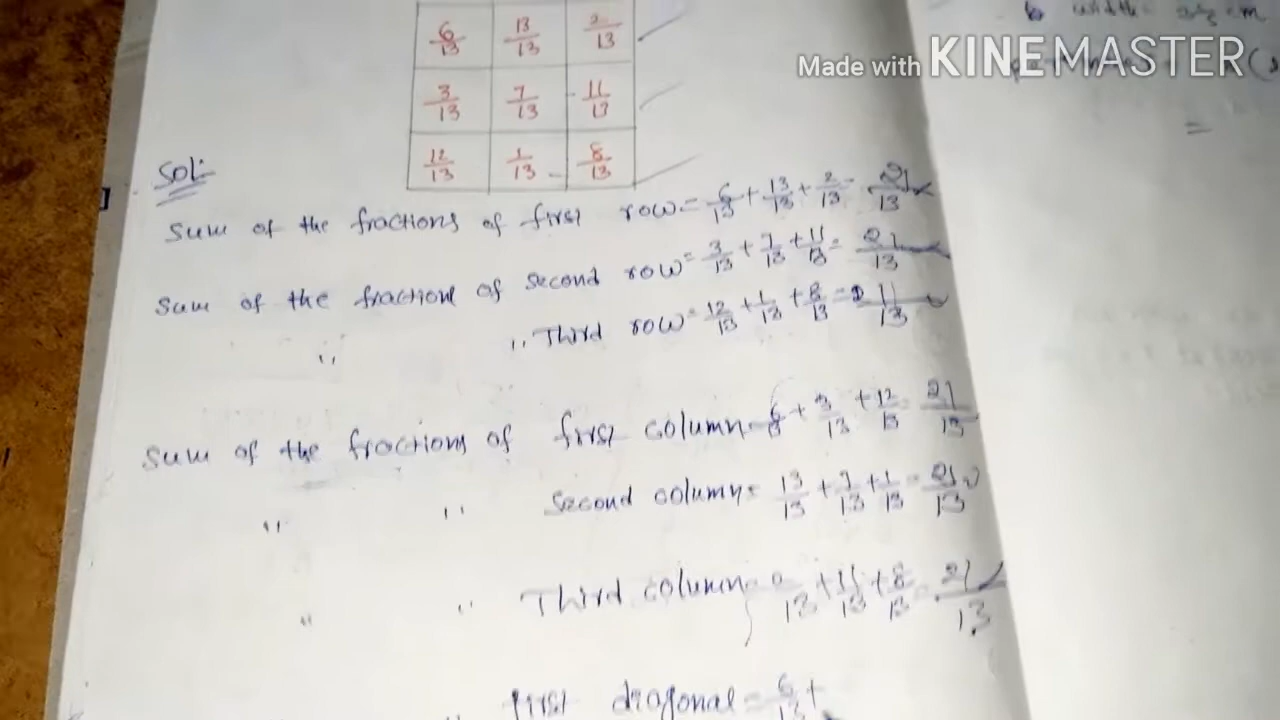 6/13 13/13 2/13
Made with KINEMASTER
3/13 7/13 11/13
12/13 1/13 8/13
Sol:
Sum of the fractions of first row = 6/13 + 13/13 + 2/13 = 21/13
Sum of the fraction of second row = 3/13 + 7/13 + 11/13 = 21/13
" " Third row = 12/13 + 1/13 + 8/13 = 11/13
Sum of the fractions of first column = 6/13 + 3/13 + 12/13 = 21/13
" " Second column = 13/13 + 7/13 + 1/13 = 21/13
" " Third column = 2/13 + 11/13 + 8/13 = 21/13
" first diagonal = 6/13 +